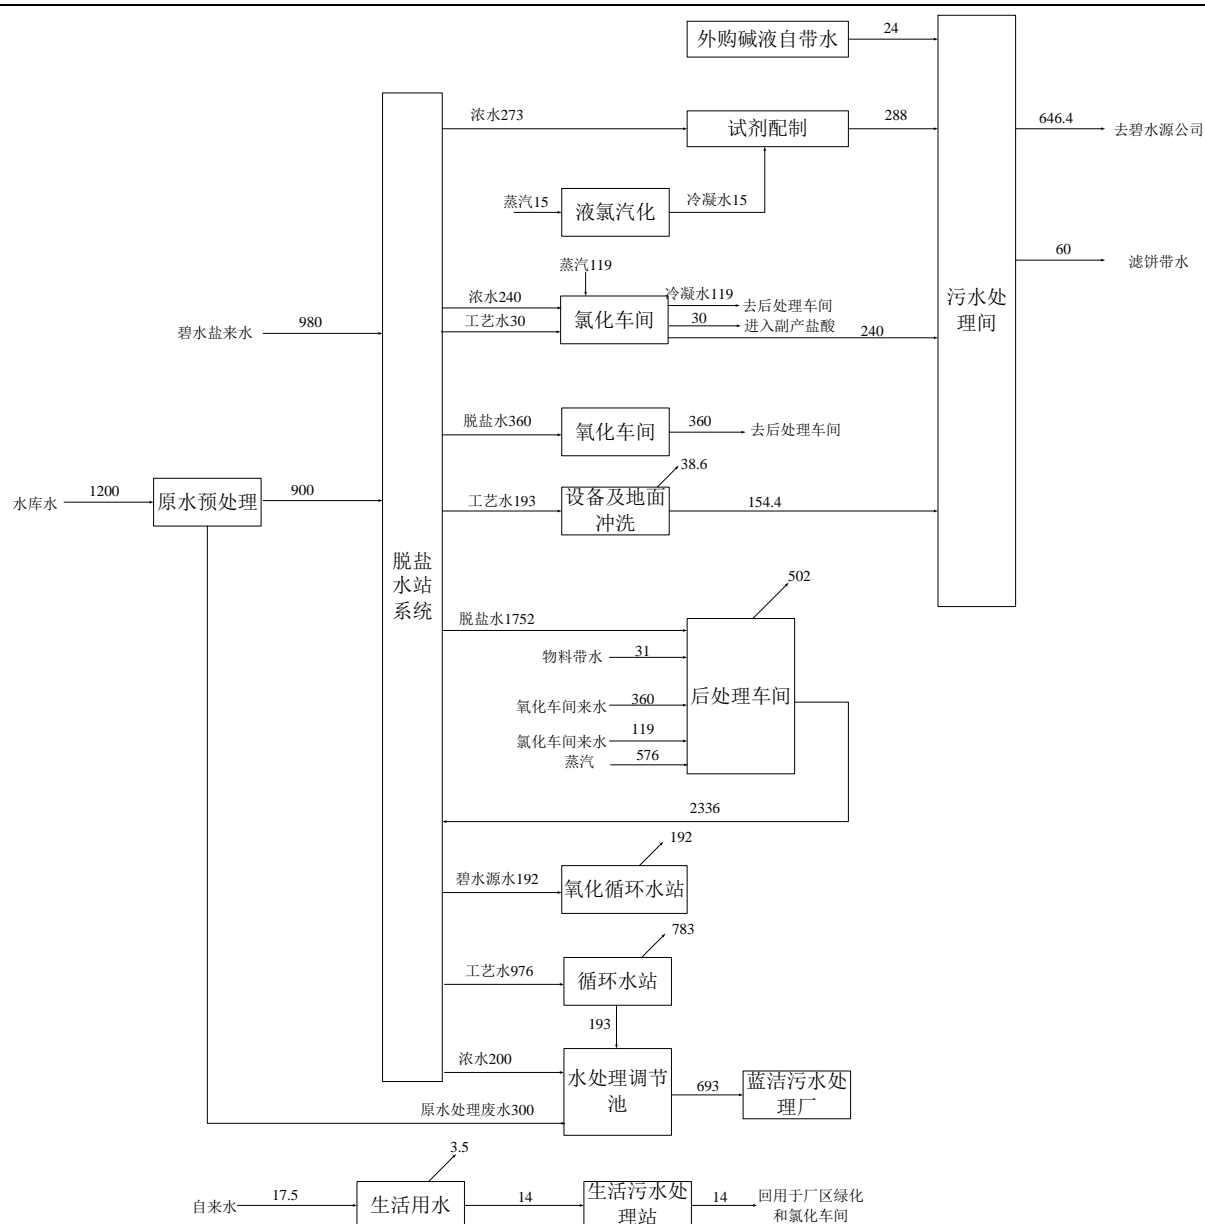 外购碱液自带水
24
浓水273
试剂配制
288
646.4
去碧水源公司
蒸汽15
液氯汽化
冷凝水15
60
滤饼带水
污水处
理间
蒸汽119
浓水240
工艺水30
氯化车间
冷凝水119
去后处理车间
30
进入副产盐酸
240
碧水盐来水
980
脱盐水360
氧化车间
360
去后处理车间
38.6
水库水
1200
原水预处理
900
工艺水193
设备及地面
冲洗
154.4
脱盐
水站
系统
502
脱盐水1752
物料带水
31
后处理车间
氧化车间来水
360
氯化车间来水
119
蒸汽
576
2336
192
碧水源水192
氧化循环水站
783
工艺水976
循环水站
193
浓水200
水处理调节
池
693
蓝洁污水处
理厂
原水处理废水300
3.5
自来水
17.5
生活用水
14
生活污水处
理站
14
回用于厂区绿化
和氯化车间